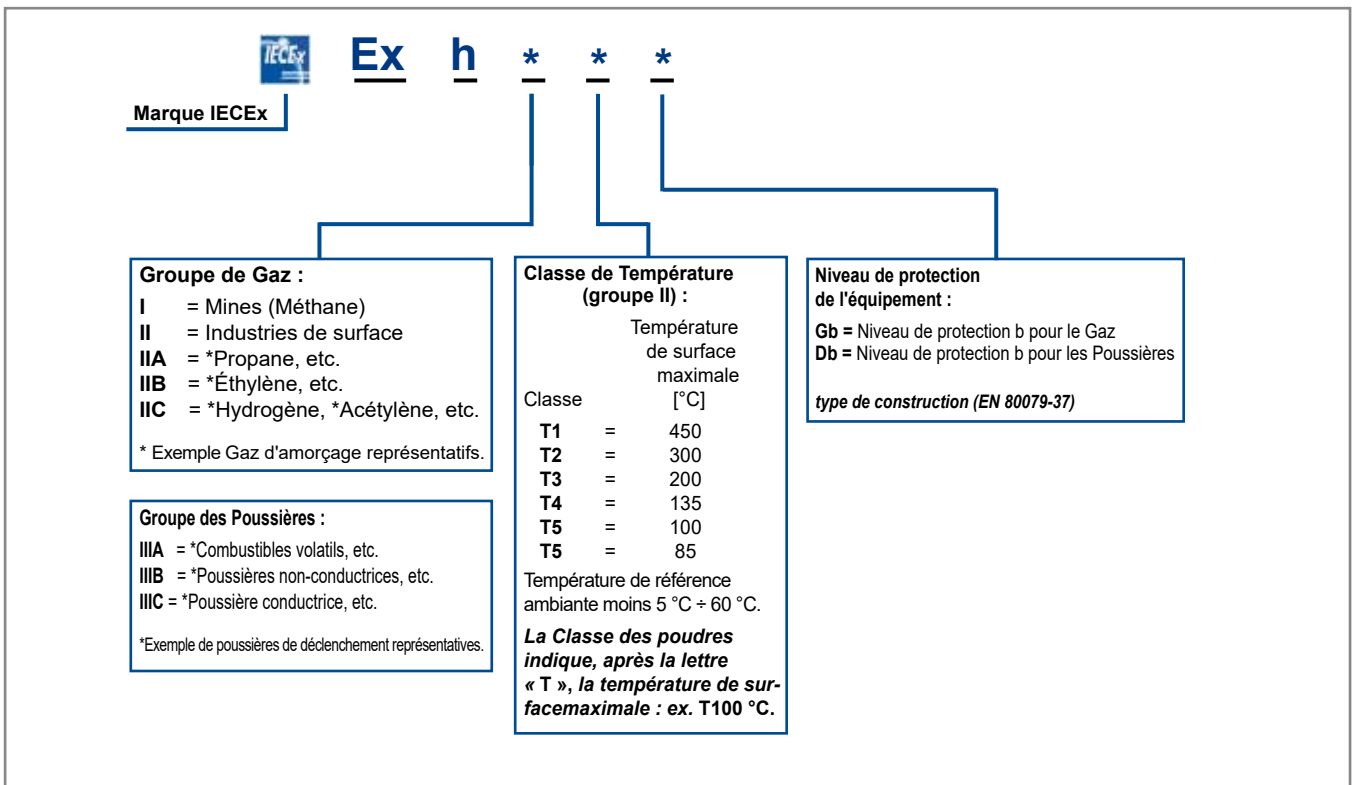 IECEx Ex h * * *
Marque IECEx
Groupe de Gaz :
I = Mines (Méthane)
II = Industries de surface
IIA = *Propane, etc.
IIB = *Éthylène, etc.
IIC = *Hydrogène, *Acétylène, etc.
* Exemple Gaz d'amorçage représentatifs.
Groupe des Poussières :
IIIA = *Combustibles volatils, etc.
IIIB = *Poussières non-conductrices, etc.
IIIC = *Poussière conductrice, etc.
*Exemple de poussières de déclenchement représentatives.
Classe de Température
(groupe II) :
Température
de surface
maximale
Classe [°C]
T1 = 450
T2 = 300
T3 = 200
T4 = 135
T5 = 100
T5 = 85
Température de référence
ambiante moins 5 °C ÷ 60 °C.
La Classe des poudres
indique, après la lettre
« T », la température de sur-
facemaximale : ex. T100 °C.
Niveau de protection
de l'équipement :
Gb = Niveau de protection b pour le Gaz
Db = Niveau de protection b pour les Poussières
type de construction (EN 80079-37)